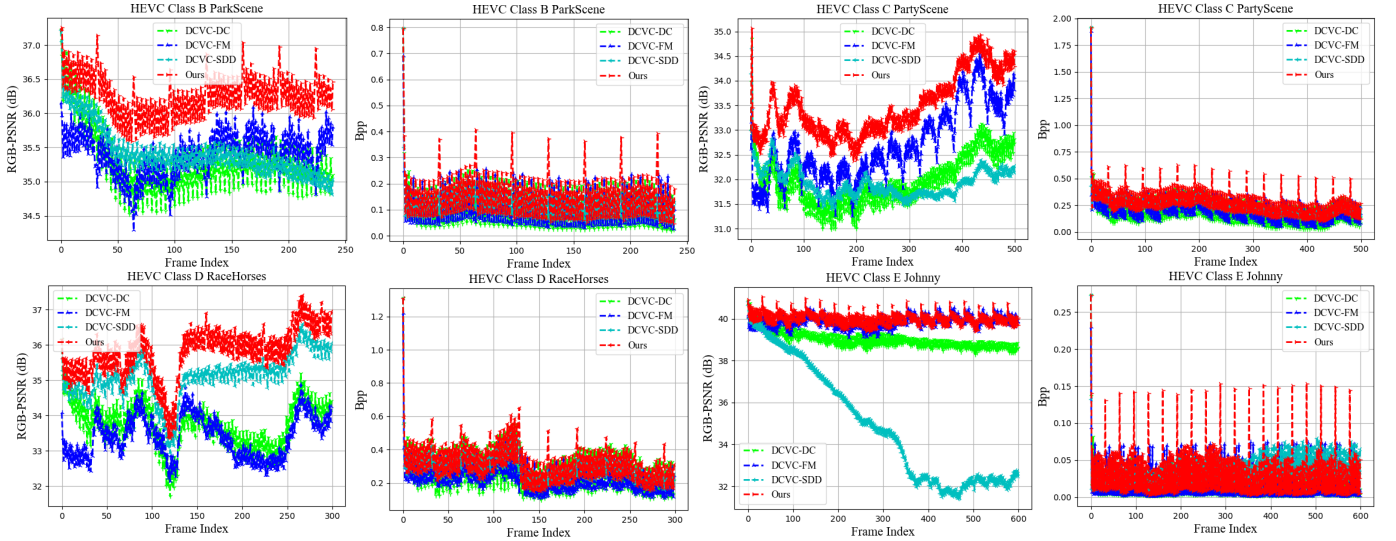 HEVC Class B ParkScene
37.0
36.5
36.0
35.5
35.0
34.5
RGB-PSNR (dB)
0
50
100
150
200
250
Frame Index
DCVC-DC
DCVC-FM
DCVC-SDD
Ours
HEVC Class B ParkScene
0.8
0.7
0.6
0.5
0.4
0.3
0.2
0.1
0.0
Bpp
0
50
100
150
200
250
Frame Index
DCVC-DC
DCVC-FM
DCVC-SDD
Ours
HEVC Class C PartyScene
35.0
34.5
34.0
33.5
33.0
32.5
32.0
31.5
31.0
RGB-PSNR (dB)
0
100
200
300
400
500
Frame Index
DCVC-DC
DCVC-FM
DCVC-SDD
Ours
HEVC Class C PartyScene
2.00
1.75
1.50
1.25
1.00
0.75
0.50
0.25
0.00
Bpp
0
100
200
300
400
500
Frame Index
DCVC-DC
DCVC-FM
DCVC-SDD
Ours
HEVC Class D RaceHorses
37
36
35
34
33
32
RGB-PSNR (dB)
0
50
100
150
200
250
300
Frame Index
DCVC-DC
DCVC-FM
DCVC-SDD
Ours
HEVC Class D RaceHorses
1.2
1.0
0.8
0.6
0.4
0.2
Bpp
0
50
100
150
200
250
300
Frame Index
DCVC-DC
DCVC-FM
DCVC-SDD
Ours
HEVC Class E Johnny
40
38
36
34
32
RGB-PSNR (dB)
0
100
200
300
400
500
600
Frame Index
DCVC-DC
DCVC-FM
DCVC-SDD
Ours
HEVC Class E Johnny
0.25
0.20
0.15
0.10
0.05
0.00
Bpp
0
100
200
300
400
500
600
Frame Index
DCVC-DC
DCVC-FM
DCVC-SDD
Ours